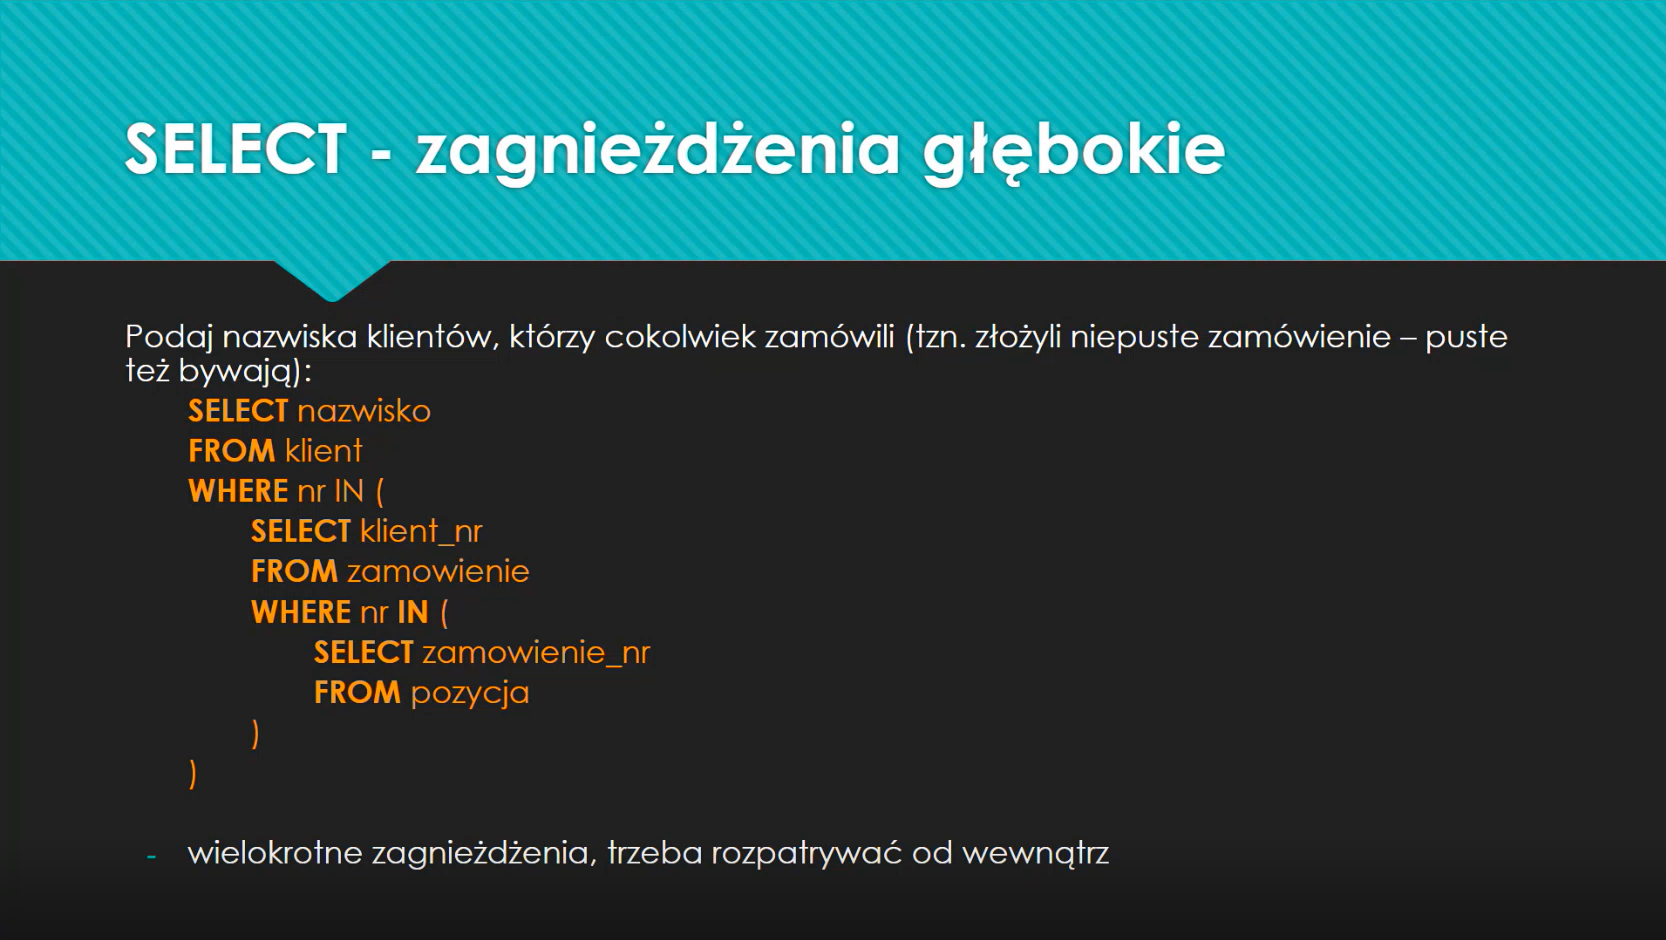 SELECT - zagnieżdżenia głębokie
Podaj nazwiska klientów, którzy cokolwiek zamówili (tzn. złożyli niepuste zamówienie – puste
też bywają):
SELECT nazwisko
FROM klient
WHERE nr IN (
SELECT klient_nr
FROM zamowienie
WHERE nr IN (
SELECT zamowienie_nr
FROM pozycja
)
)
- wielokrotne zagnieżdżenia, trzeba rozpatrywać od wewnątrz